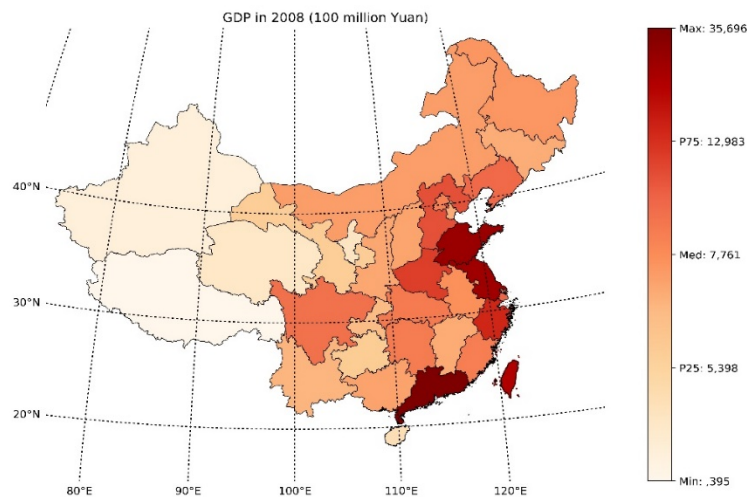 GDP in 2008 (100 million Yuan)
Max: 35,696
P75: 12,983
40°N
Med: 7,761
30°N
P25: 5,398
20°N
Min: ,395
80°E 90°E 100°E 110°E 120°E